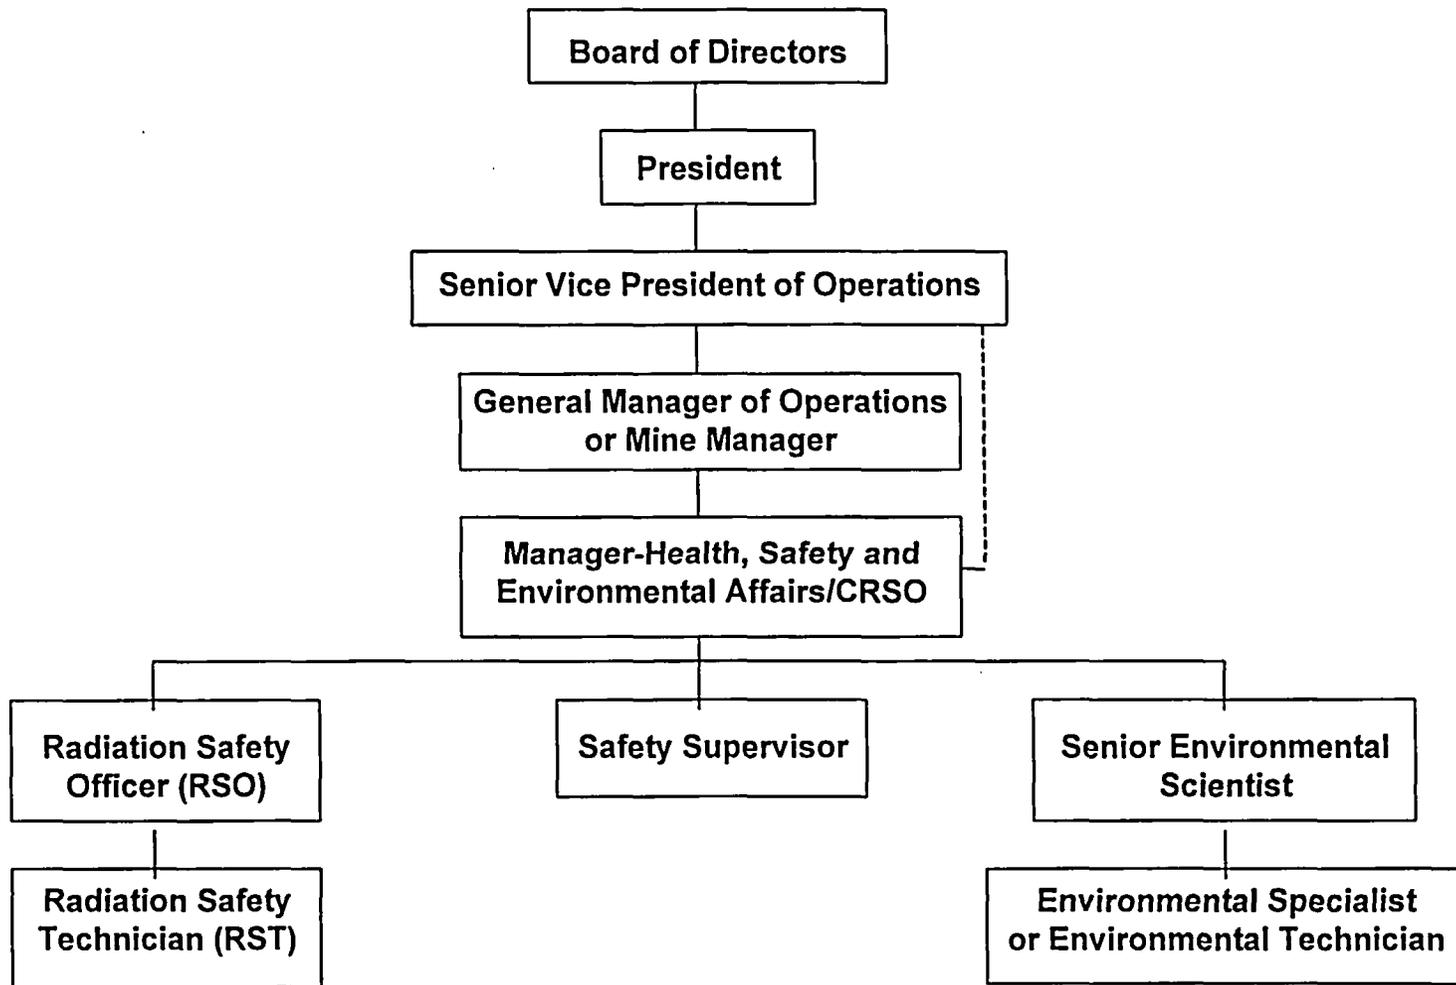 Board of Directors
President
Senior Vice President of Operations
General Manager of Operations
or Mine Manager
Manager-Health, Safety and
Environmental Affairs/CRSO
Radiation Safety
Officer (RSO)
Safety Supervisor
Senior Environmental
Scientist
Radiation Safety
Technician (RST)
Environmental Specialist
or Environmental Technician